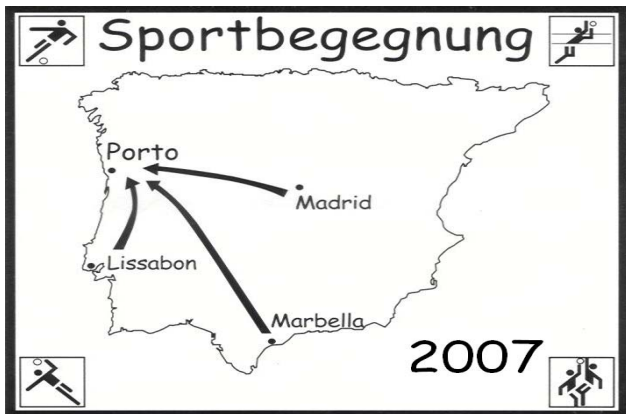 Sportbegegnung
Porto
Madrid
Lissabon
Marbella
2007